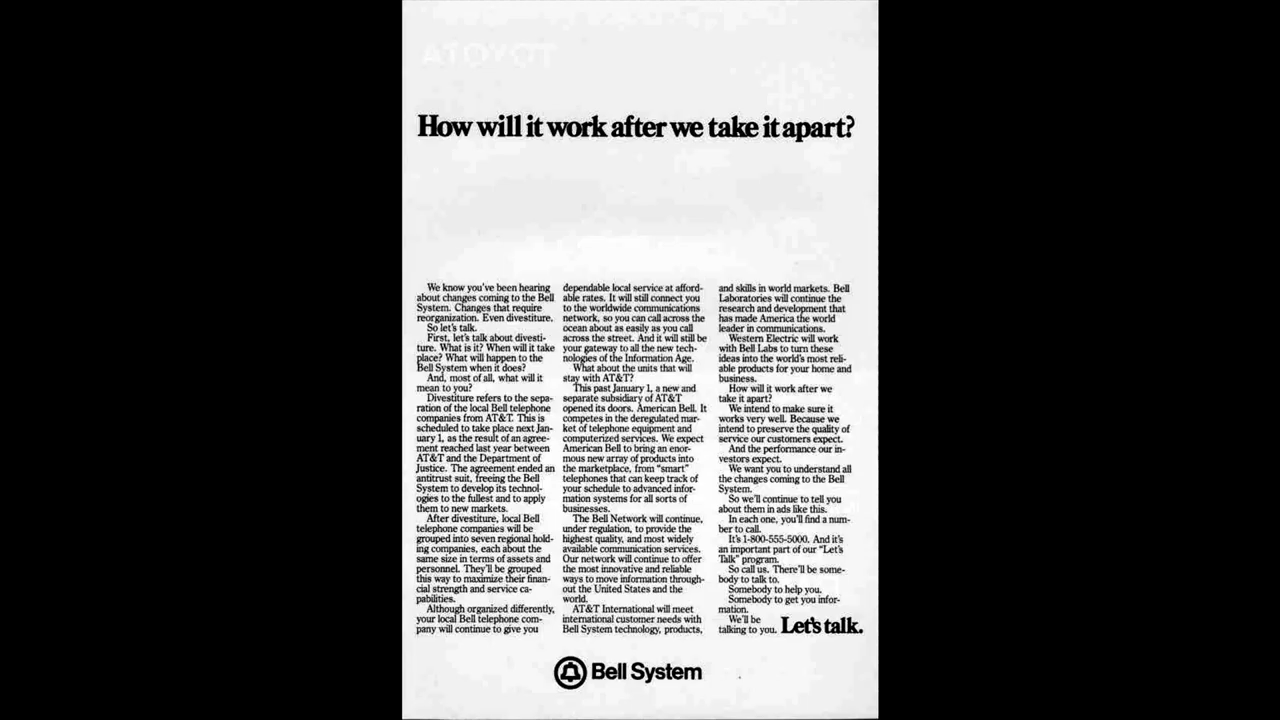 TOYOTA
How will it work after we take it apart?
We know you've been hearing
about changes coming to the Bell
System. Changes that require
reorganization. Even divestiture.
So let's talk.
First, let's talk about divesti-
ture. What is it? When will it take
place? What will happen to the
Bell System when it does?
And, most of all, what will it
mean to you?
Divestiture refers to the sepa-
ration of the local Bell telephone
companies from AT&T. This is
scheduled to take place next Jan-
uary 1, as the result of an agree-
ment reached last year between
AT&T and the Department of
Justice. The agreement ended an
antitrust suit, freeing the Bell
System to develop its technol-
ogies to the fullest and to apply
them to new markets.
After divestiture, local Bell
telephone companies will be
grouped into seven regional hold-
ing companies, each about the
same size in terms of assets and
personnel. They'll be grouped
this way to maximize their finan-
cial strength and service ca-
pabilities.
Although organized differently,
your local Bell telephone com-
pany will continue to give you
dependable local service at afford-
able rates. It will still connect you
to the worldwide communications
network, so you can call across the
ocean about as easily as you call
across the street. And it will still be
your gateway to all the new tech-
nologies of the Information Age.
What about the units that will
stay with AT&T?
This past January 1, a new and
separate subsidiary of AT&T
opened its doors. American Bell. It
competes in the deregulated mar-
ket of telephone equipment and
computerized services. We expect
American Bell to bring an enor-
mous new array of products into
the marketplace, from "smart"
telephones that can keep track of
your schedule to advanced infor-
mation systems for all sorts of
businesses.
The Bell Network will continue,
under regulation, to provide the
highest quality, and most widely
available communication services.
Our network will continue to offer
the most innovative and reliable
ways to move information through-
out the United States and the
world.
AT&T International will meet
international customer needs with
Bell System technology, products,
and skills in world markets. Bell
Laboratories will continue the
research and development that
has made America the world
leader in communications.
Western Electric will work
with Bell Labs to turn these
ideas into the world's most reli-
able products for your home and
business.
How will it work after we
take it apart?
We intend to make sure it
works very well. Because we
intend to preserve the quality of
service our customers expect.
And the performance our in-
vestors expect.
We want you to understand all
the changes coming to the Bell
System.
So we'll continue to tell you
about them in ads like this.
In each one, you'll find a num-
ber to call.
It's 1-800-555-5000. And it's
an important part of our "Let's
Talk" program.
So call us. There'll be some-
body to talk to.
Somebody to help you.
Somebody to get you infor-
mation.
We'll be
talking to you. Let's talk.
Bell System